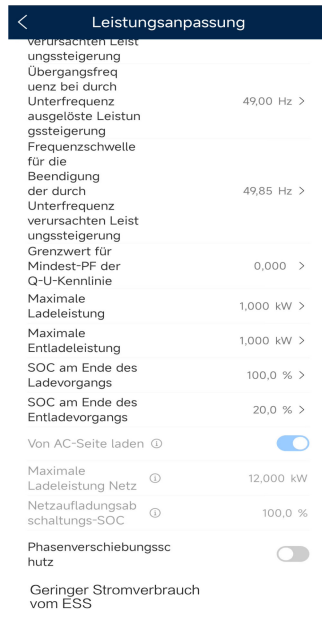 Leistungsanpassung
verursachten Leist
ungssteigerung
Übergangsfreq
uenz bei durch
Unterfrequenz
ausgelöste Leistun
gssteigerung
49,00 Hz >
Frequenzschwelle
für die
Beendigung
der durch
Unterfrequenz
verursachten Leist
ungssteigerung
49,85 Hz >
Grenzwert für
Mindest-PF der
Q-U-Kennlinie
0,000 >
Maximale
Ladeleistung
1,000 kW >
Maximale
Entladeleistung
1,000 kW >
SOC am Ende des
Ladevorgangs
100,0 % >
SOC am Ende des
Entladevorgangs
20,0 % >
Von AC-Seite laden
Maximale
Ladeleistung Netz
12,000 kW
Netzaufladungsab
schaltungs-SOC
100,0 %
Phasenverschiebungssc
hutz
Geringer Stromverbrauch
vom ESS